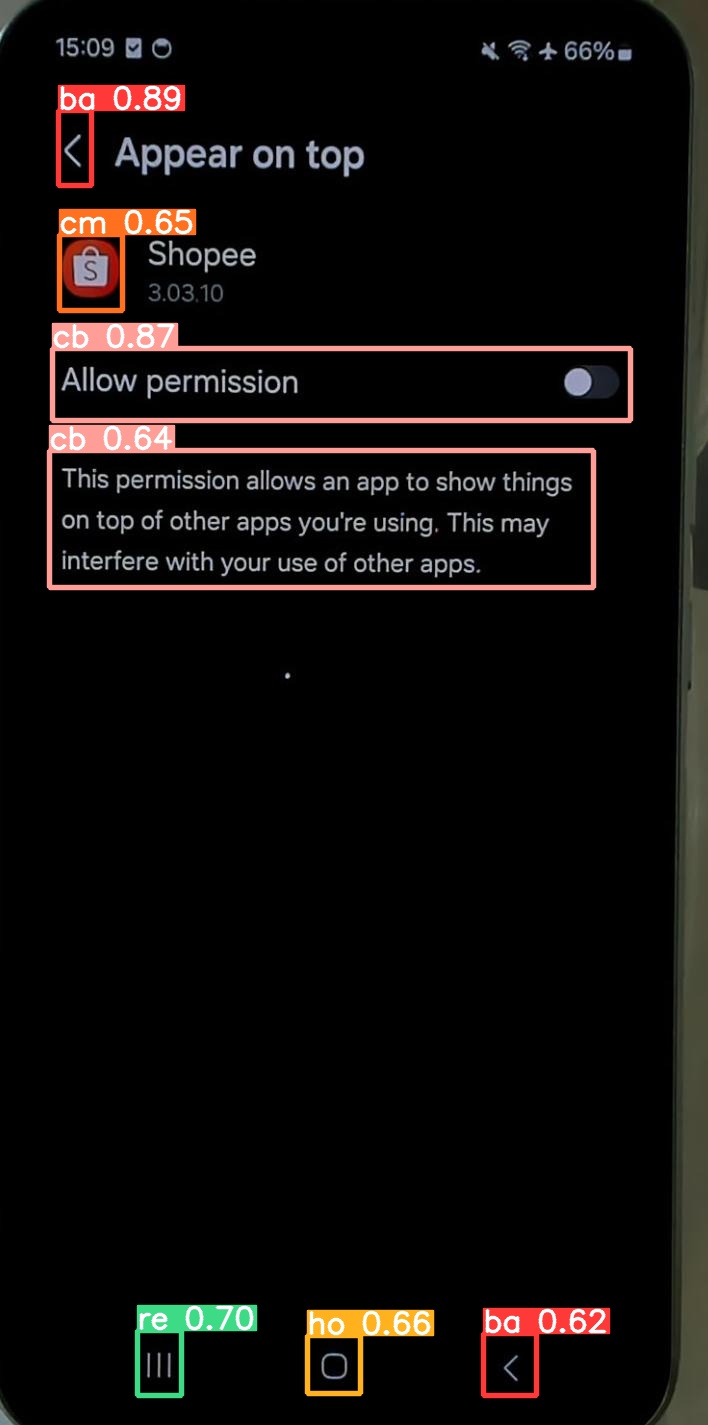 15:09 66%
ba 0.89
Appear on top
cm 0.65
S
Shopee
3.03.10
cb 0.87
Allow permission
cb 0.64
This permission allows an app to show things
on top of other apps you're using. This may
interfere with your use of other apps.
re 0.70
ho 0.66
ba 0.62